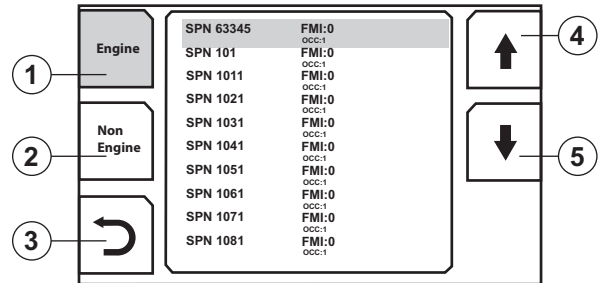 Engine
1
Non
Engine
2
3
SPN 63345 FMI:0
OCC:1
SPN 101 FMI:0
OCC:1
SPN 1011 FMI:0
OCC:1
SPN 1021 FMI:0
OCC:1
SPN 1031 FMI:0
OCC:1
SPN 1041 FMI:0
OCC:1
SPN 1051 FMI:0
OCC:1
SPN 1061 FMI:0
OCC:1
SPN 1071 FMI:0
OCC:1
SPN 1081 FMI:0
OCC:1
4
5